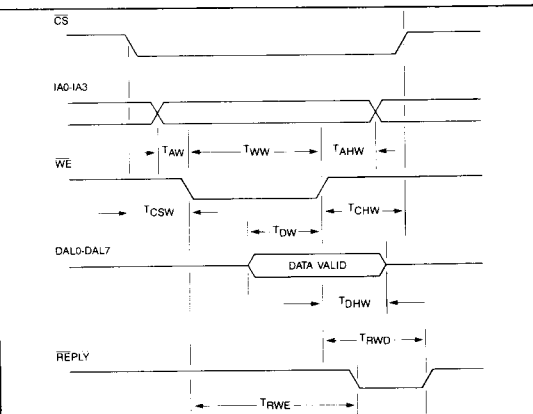 CS
IA0-IA3
TAW TWW TAHW
WE
TCSW TCHW
TDW
DAL0-DAL7
DATA VALID
TDHW
TRWD
REPLY
TRWE